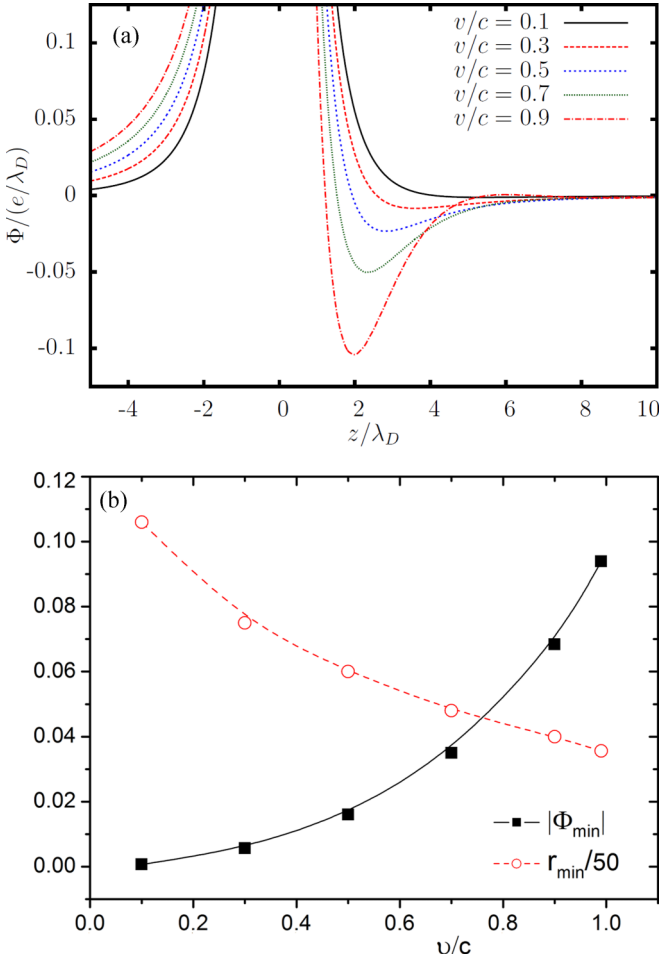 (a)
v/c = 0.1
v/c = 0.3
v/c = 0.5
v/c = 0.7
v/c = 0.9
0.1
0.05
0
-0.05
-0.1
Φ/(e/λ_D)
-4 -2 0 2 4 6 8 10
z/λ_D
(b)
0.12
0.10
0.08
0.06
0.04
0.02
0.00
|Φ_min|
r_min/50
0.0 0.2 0.4 0.6 0.8 1.0
υ/c